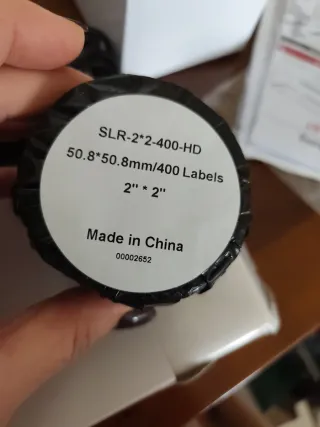 SLR-2*2-400-HD
50.8*50.8mm/400 Labels
2" * 2"
Made in China
00002652